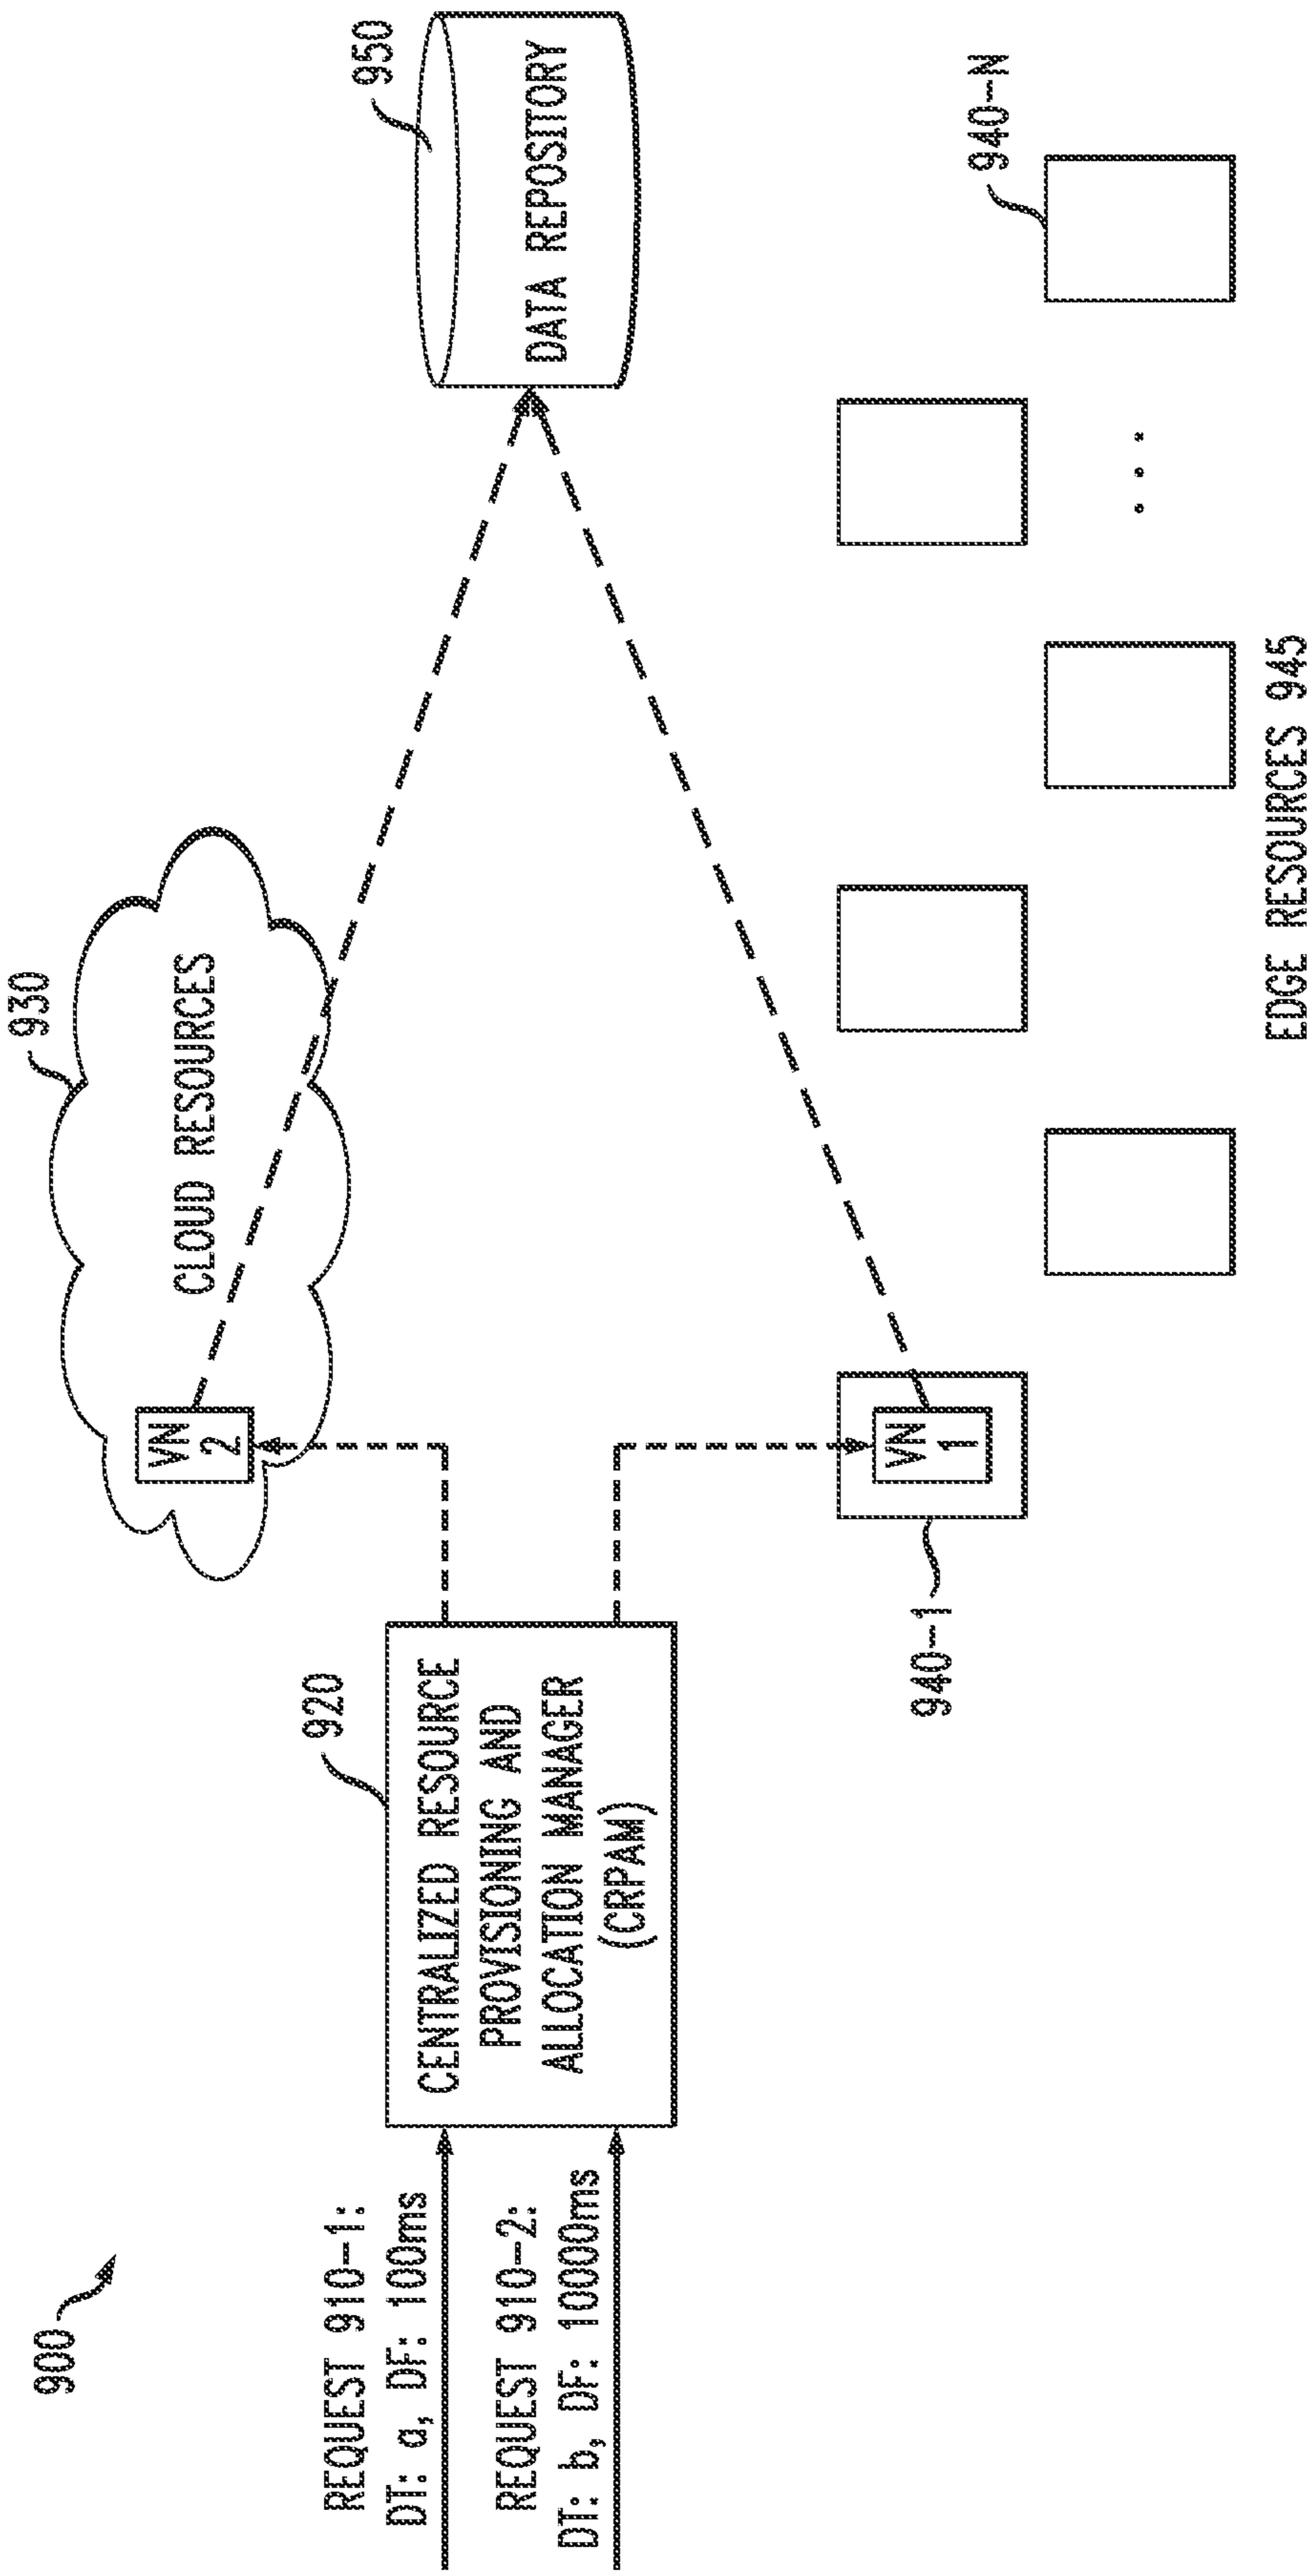 900
REQUEST 910-1:
DT: a, DF: 100ms
REQUEST 910-2:
DT: b, DF: 10000ms
920
CENTRALIZED RESOURCE
PROVISIONING AND
ALLOCATION MANAGER
(CRPAM)
930
CLOUD RESOURCES
VN
2
VN
1
940-1
950
DATA REPOSITORY
940-N
. . .
EDGE RESOURCES 945